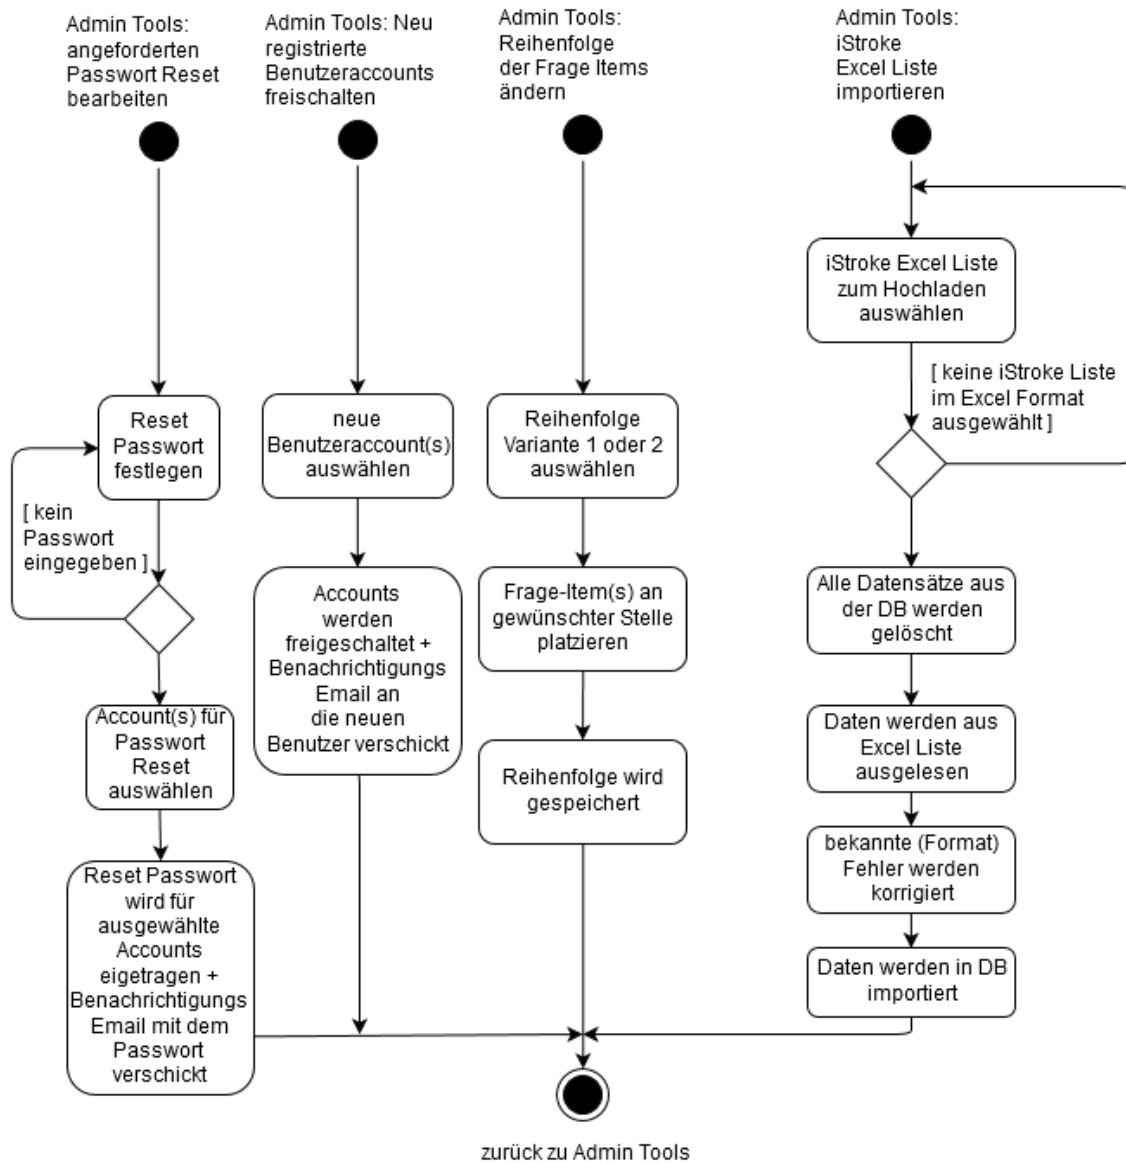 Admin Tools:
angeforderten
Passwort Reset
bearbeiten
Admin Tools: Neu
registrierte
Benutzeraccounts
freischalten
Admin Tools:
Reihenfolge
der Frage Items
ändern
Admin Tools:
iStroke
Excel Liste
importieren
iStroke Excel Liste
zum Hochladen
auswählen
[ keine iStroke Liste
im Excel Format
ausgewählt ]
Reset
Passwort
festlegen
neue
Benutzeraccount(s)
auswählen
Reihenfolge
Variante 1 oder 2
auswählen
[ kein
Passwort
eingegeben ]
Accounts
werden
freigeschaltet +
Benachrichtigungs
Email an
die neuen
Benutzer verschickt
Frage-Item(s) an
gewünschter Stelle
platzieren
Alle Datensätze aus
der DB werden
gelöscht
Account(s) für
Passwort
Reset
auswählen
Reihenfolge wird
gespeichert
Daten werden aus
Excel Liste
ausgelesen
bekannte (Format)
Fehler werden
korrigiert
Reset Passwort
wird für
ausgewählte
Accounts
eigetragen +
Benachrichtigungs
Email mit dem
Passwort
verschickt
Daten werden in DB
importiert
zurück zu Admin Tools